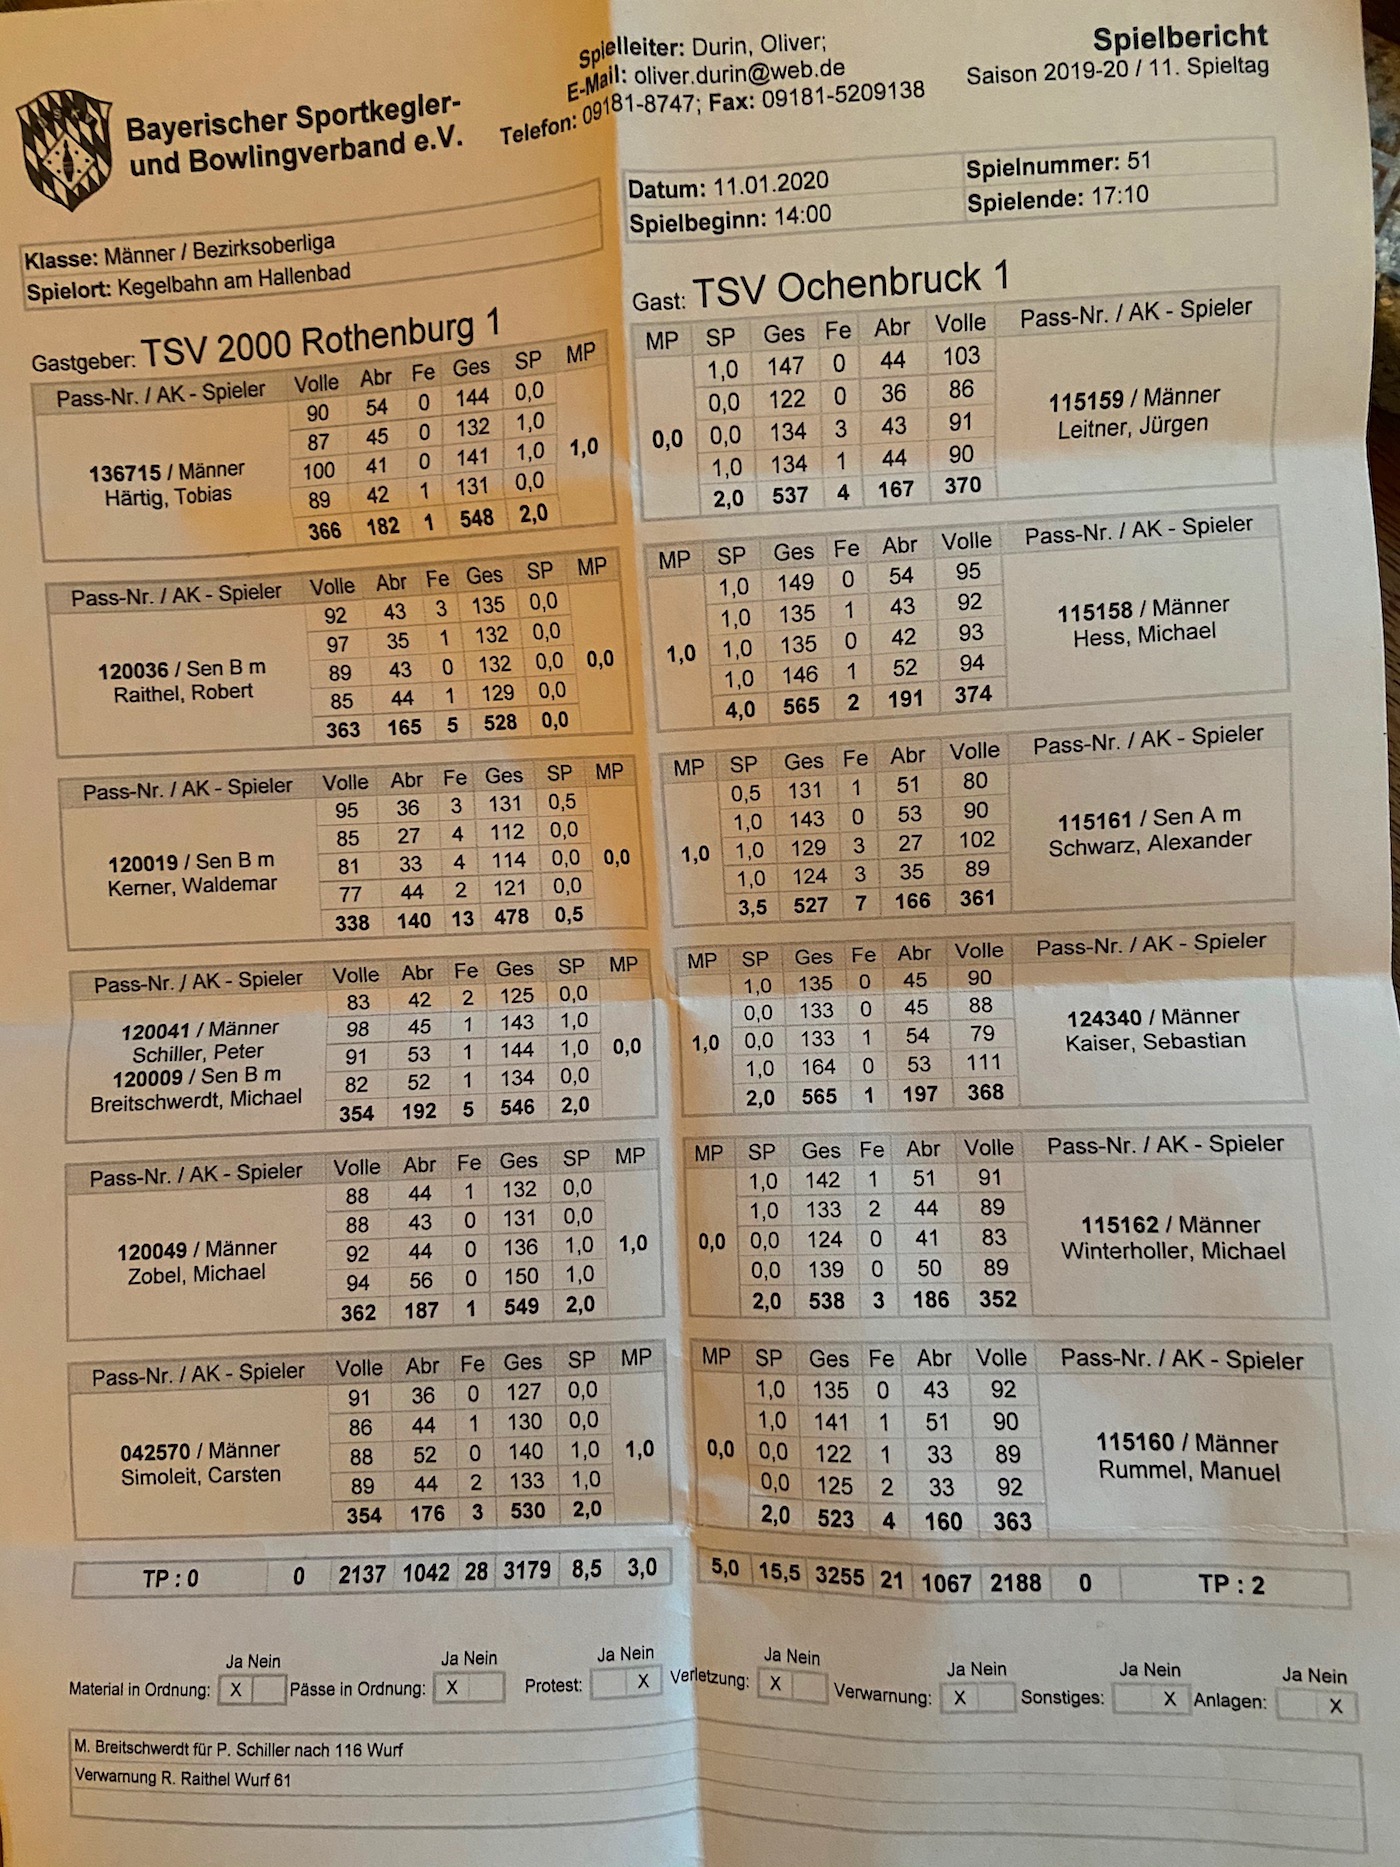 Bayerischer Sportkegler-
und Bowlingverband e.V.
Spielleiter: Durin, Oliver;
E-Mail: oliver.durin@web.de
Telefon: 09181-8747; Fax: 09181-5209138
Spielbericht
Saison 2019-20 / 11. Spieltag
Klasse: Männer / Bezirksoberliga
Spielort: Kegelbahn am Hallenbad
Datum: 11.01.2020 Spielnummer: 51
Spielbeginn: 14:00 Spielende: 17:10
Gastgeber: TSV 2000 Rothenburg 1
Gast: TSV Ochenbruck 1
Pass-Nr. / AK - Spieler Volle Abr Fe Ges SP MP
90 54 0 144 0,0
87 45 0 132 1,0
136715 / Männer
Härtig, Tobias
100 41 0 141 1,0
1,0
89 42 1 131 0,0
366 182 1 548 2,0
MP SP Ges Fe Abr Volle Pass-Nr. / AK - Spieler
1,0 147 0 44 103
0,0 122 0 36 86
0,0
0,0 134 3 43 91
115159 / Männer
Leitner, Jürgen
1,0 134 1 44 90
2,0 537 4 167 370
Pass-Nr. / AK - Spieler Volle Abr Fe Ges SP MP
92 43 3 135 0,0
97 35 1 132 0,0
120036 / Sen B m
Raithel, Robert
89 43 0 132 0,0
0,0
85 44 1 129 0,0
363 165 5 528 0,0
MP SP Ges Fe Abr Volle Pass-Nr. / AK - Spieler
1,0 149 0 54 95
1,0 135 1 43 92
1,0
1,0 135 0 42 93
115158 / Männer
Hess, Michael
1,0 146 1 52 94
4,0 565 2 191 374
Pass-Nr. / AK - Spieler Volle Abr Fe Ges SP MP
95 36 3 131 0,5
85 27 4 112 0,0
120019 / Sen B m
Kerner, Waldemar
81 33 4 114 0,0
0,0
77 44 2 121 0,0
338 140 13 478 0,5
MP SP Ges Fe Abr Volle Pass-Nr. / AK - Spieler
0,5 131 1 51 80
1,0 143 0 53 90
1,0
1,0 129 3 27 102
115161 / Sen A m
Schwarz, Alexander
1,0 124 3 35 89
3,5 527 7 166 361
Pass-Nr. / AK - Spieler Volle Abr Fe Ges SP MP
83 42 2 125 0,0
120041 / Männer
Schiller, Peter
98 45 1 143 1,0
91 53 1 144 1,0
0,0
120009 / Sen B m
Breitschwerdt, Michael
82 52 1 134 0,0
354 192 5 546 2,0
MP SP Ges Fe Abr Volle Pass-Nr. / AK - Spieler
1,0 135 0 45 90
0,0 133 0 45 88
1,0
0,0 133 1 54 79
124340 / Männer
Kaiser, Sebastian
1,0 164 0 53 111
2,0 565 1 197 368
Pass-Nr. / AK - Spieler Volle Abr Fe Ges SP MP
88 44 1 132 0,0
88 43 0 131 0,0
120049 / Männer
Zobel, Michael
92 44 0 136 1,0
1,0
94 56 0 150 1,0
362 187 1 549 2,0
MP SP Ges Fe Abr Volle Pass-Nr. / AK - Spieler
1,0 142 1 51 91
1,0 133 2 44 89
0,0
0,0 124 0 41 83
115162 / Männer
Winterholler, Michael
0,0 139 0 50 89
2,0 538 3 186 352
Pass-Nr. / AK - Spieler Volle Abr Fe Ges SP MP
91 36 0 127 0,0
86 44 1 130 0,0
042570 / Männer
Simoleit, Carsten
88 52 0 140 1,0
1,0
89 44 2 133 1,0
354 176 3 530 2,0
MP SP Ges Fe Abr Volle Pass-Nr. / AK - Spieler
1,0 135 0 43 92
1,0 141 1 51 90
0,0
0,0 122 1 33 89
115160 / Männer
Rummel, Manuel
0,0 125 2 33 92
2,0 523 4 160 363
TP : 0 0 2137 1042 28 3179 8,5 3,0
5,0 15,5 3255 21 1067 2188 0 TP : 2
Ja Nein Ja Nein Ja Nein Ja Nein Ja Nein Ja Nein Ja Nein
Material in Ordnung: X Pässe in Ordnung: X Protest: X Verletzung: X Verwarnung: X Sonstiges: X Anlagen: X
M. Breitschwerdt für P. Schiller nach 116 Wurf
Verwarnung R. Raithel Wurf 61